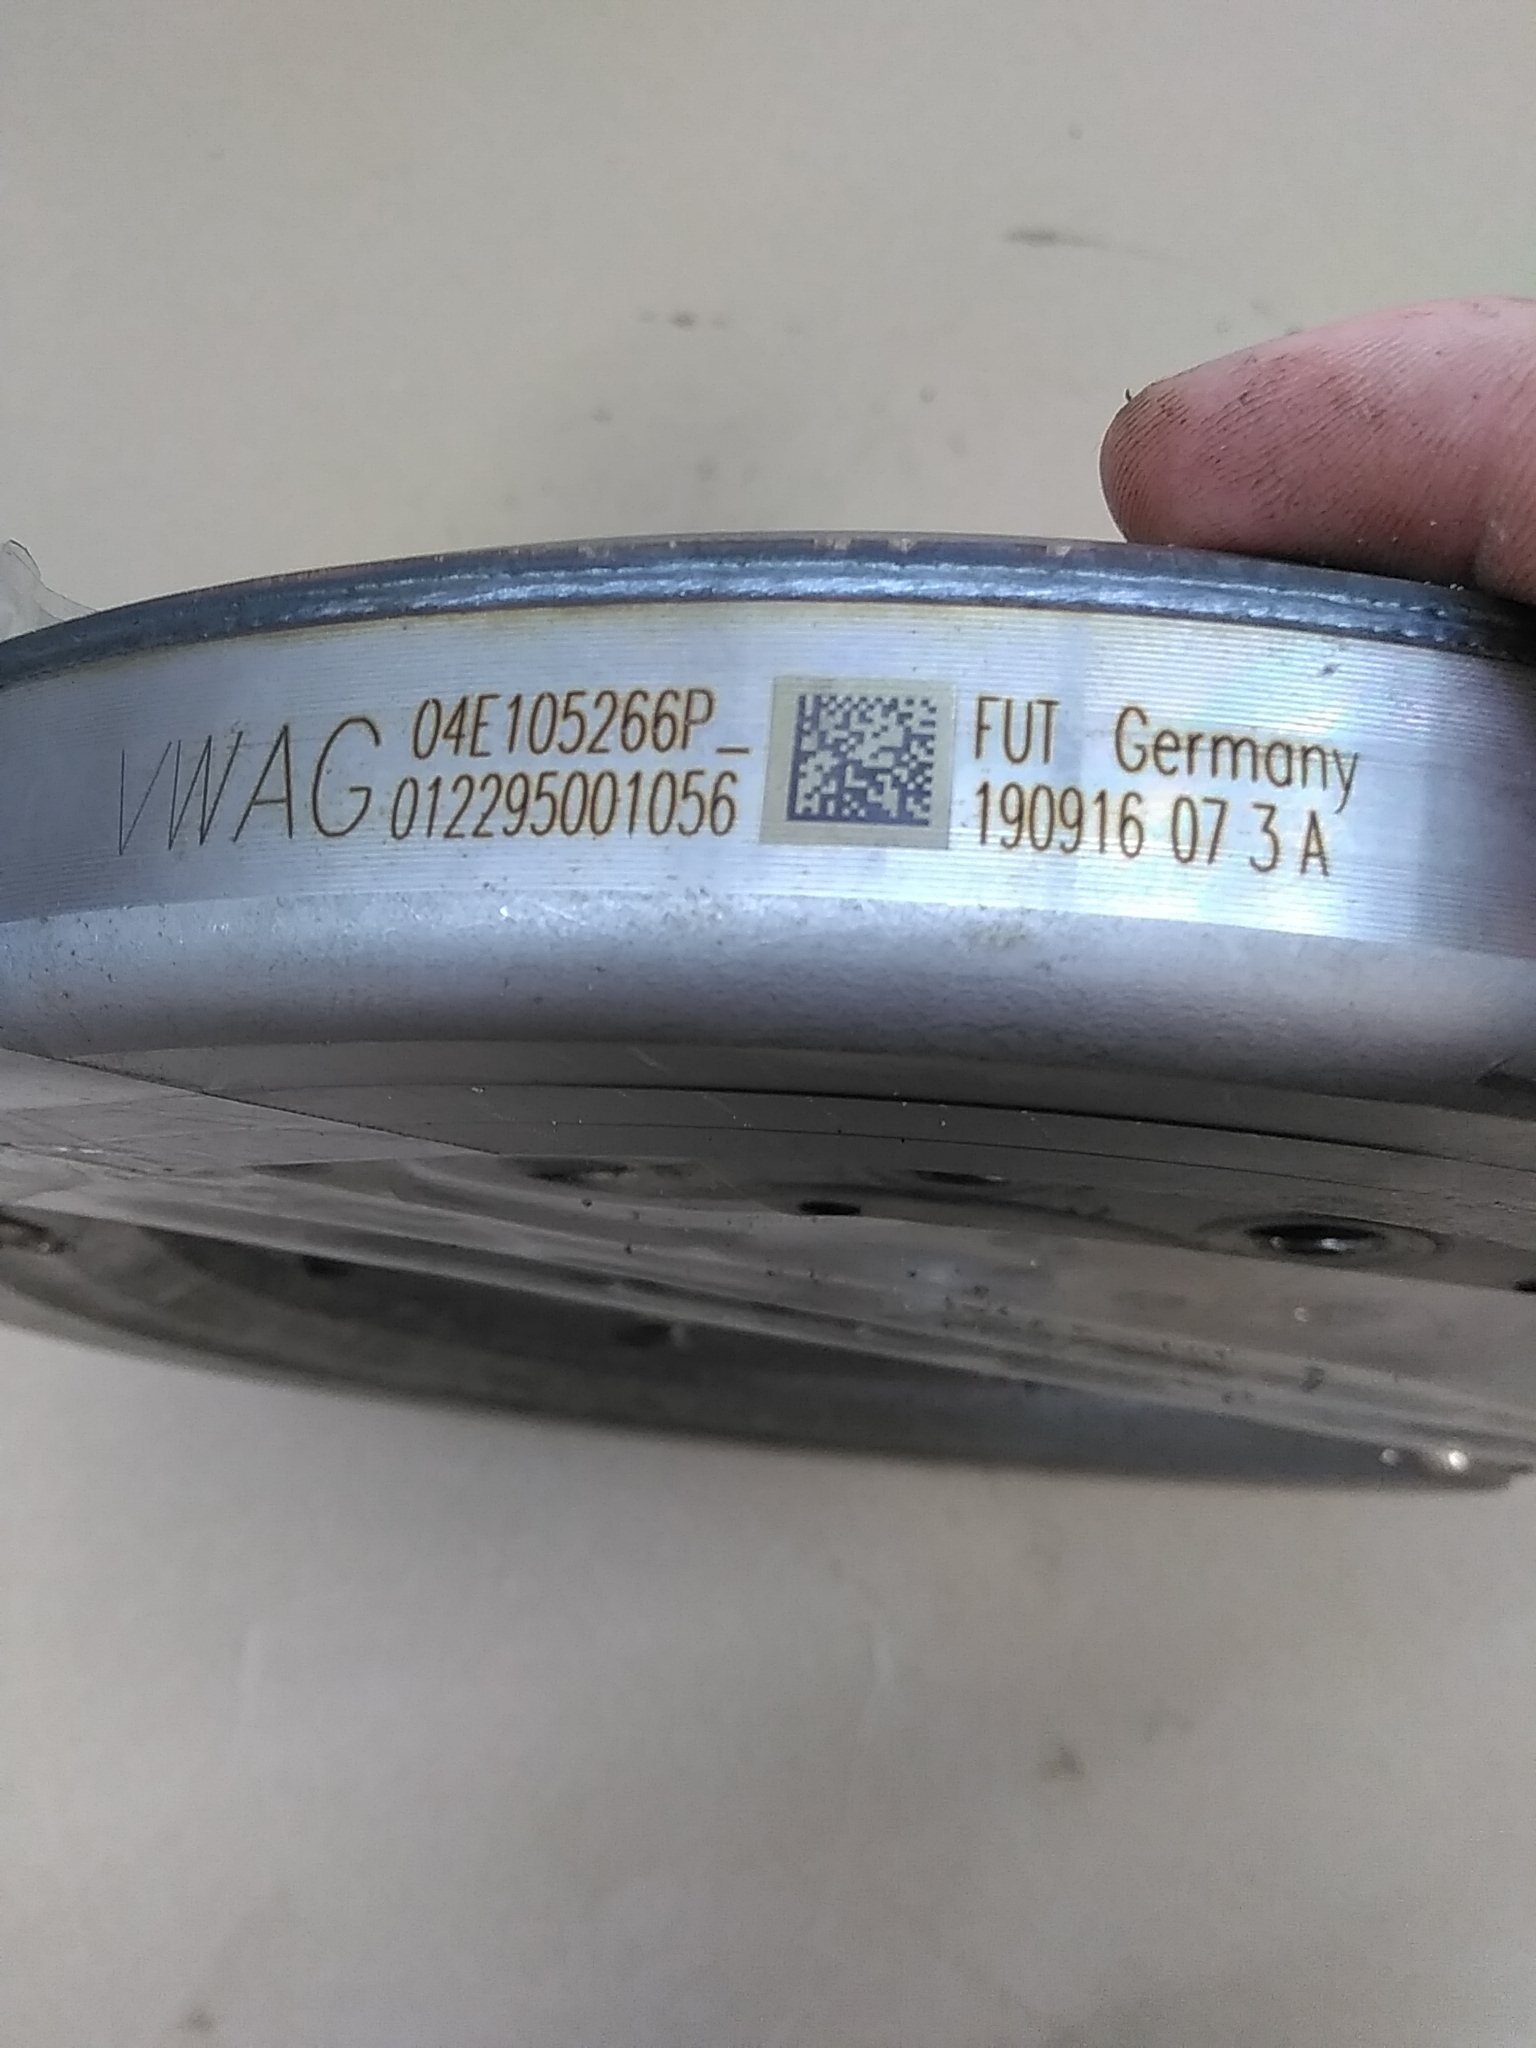 VWAG
04E105266P_
012295001056
FUT Germany
190916 07 3 A